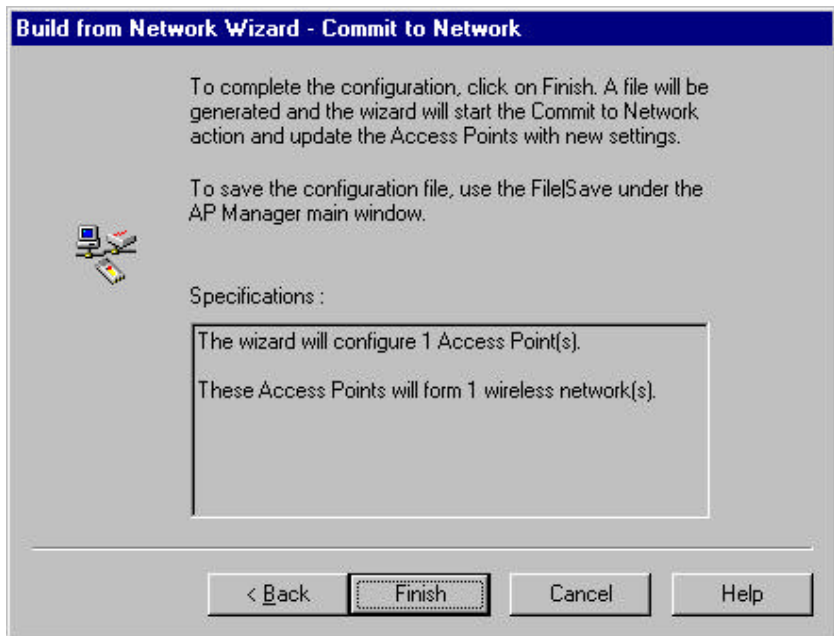 Build from Network Wizard - Commit to Network
To complete the configuration, click on Finish. A file will be
generated and the wizard will start the Commit to Network
action and update the Access Points with new settings.
To save the configuration file, use the File|Save under the
AP Manager main window.
Specifications :
The wizard will configure 1 Access Point(s).
These Access Points will form 1 wireless network(s).
< Back
Finish
Cancel
Help